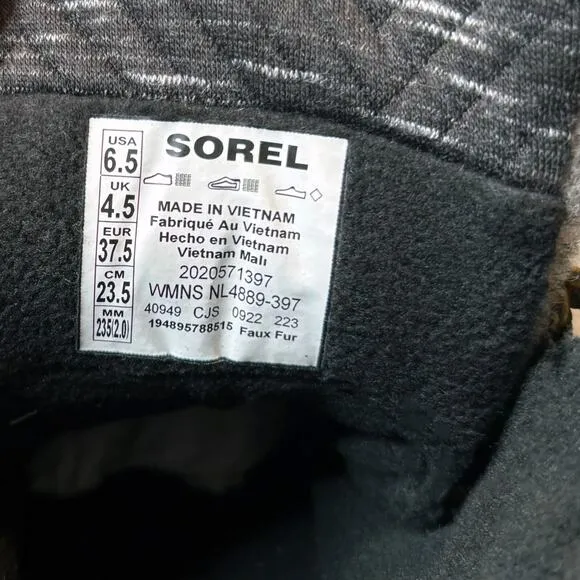 USA
6.5
UK
4.5
EUR
37.5
CM
23.5
MM
235(2.0)
SOREL
MADE IN VIETNAM
Fabriqué Au Vietnam
Hecho en Vietnam
Vietnam Malı
2020571397
WMNS NL4889-397
40949 CJS 0922 223
194895788515 Faux Fur